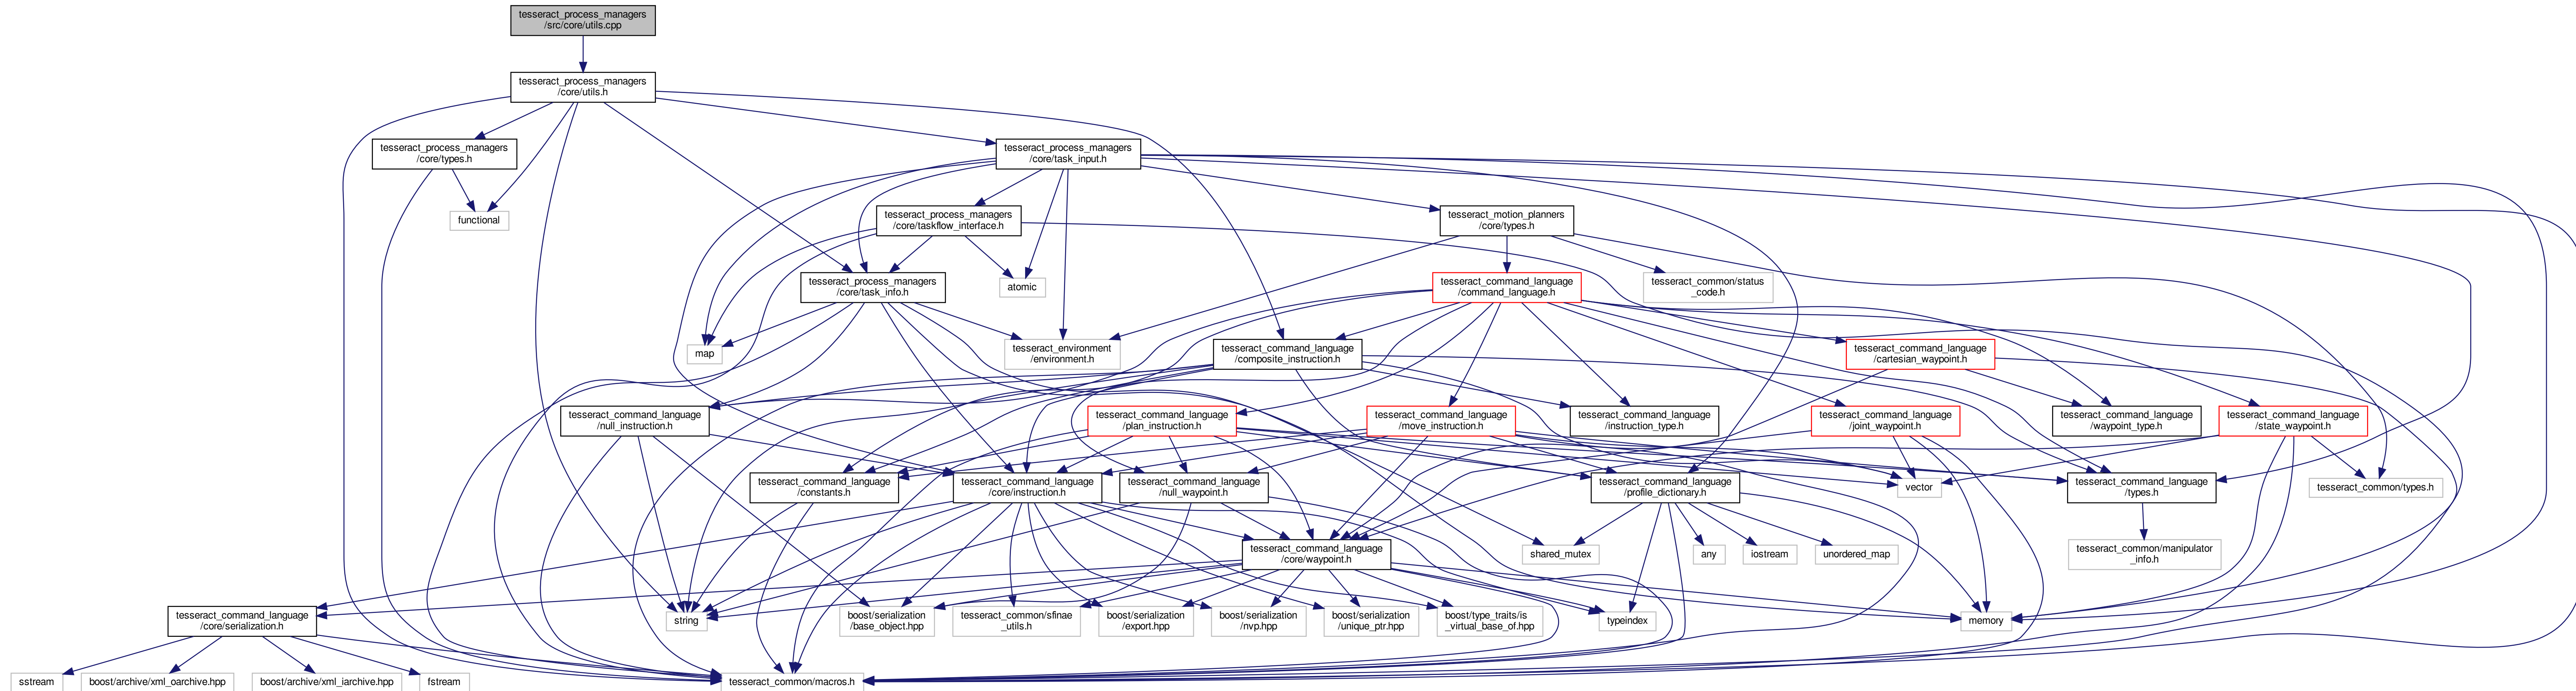 tesseract_process_managers
/src/core/utils.cpp
tesseract_process_managers
/core/utils.h
tesseract_process_managers
/core/types.h
tesseract_process_managers
/core/task_input.h
functional
tesseract_process_managers
/core/taskflow_interface.h
tesseract_motion_planners
/core/types.h
tesseract_process_managers
/core/task_info.h
atomic
tesseract_command_language
/command_language.h
tesseract_common/status
_code.h
map
tesseract_environment
/environment.h
tesseract_command_language
/composite_instruction.h
tesseract_command_language
/cartesian_waypoint.h
tesseract_command_language
/null_instruction.h
tesseract_command_language
/plan_instruction.h
tesseract_command_language
/move_instruction.h
tesseract_command_language
/instruction_type.h
tesseract_command_language
/joint_waypoint.h
tesseract_command_language
/waypoint_type.h
tesseract_command_language
/state_waypoint.h
tesseract_command_language
/constants.h
tesseract_command_language
/core/instruction.h
tesseract_command_language
/null_waypoint.h
tesseract_command_language
/profile_dictionary.h
vector
tesseract_command_language
/types.h
tesseract_common/types.h
tesseract_command_language
/core/waypoint.h
shared_mutex
any
iostream
unordered_map
tesseract_common/manipulator
_info.h
tesseract_command_language
/core/serialization.h
string
boost/serialization
/base_object.hpp
tesseract_common/sfinae
_utils.h
boost/serialization
/export.hpp
boost/serialization
/nvp.hpp
boost/serialization
/unique_ptr.hpp
boost/type_traits/is
_virtual_base_of.hpp
typeindex
memory
sstream
boost/archive/xml_oarchive.hpp
boost/archive/xml_iarchive.hpp
fstream
tesseract_common/macros.h